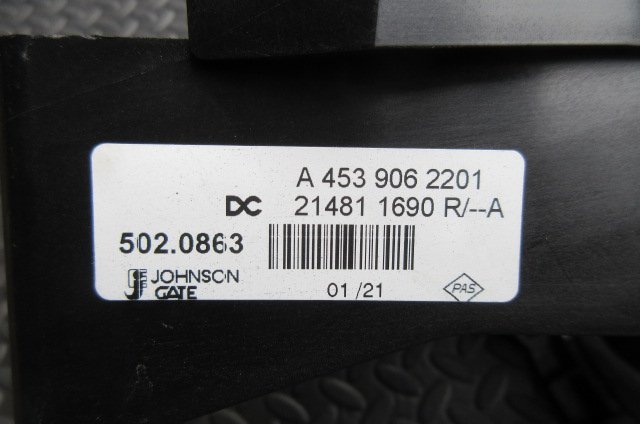 A 453 906 2201
DC 21481 1690 R/--A
502.0863
JOHNSON
GATE
01 /21
PAS